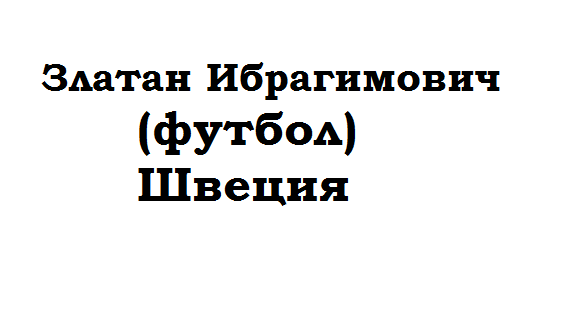 Златан Ибрагимович
(футбол)
Швеция